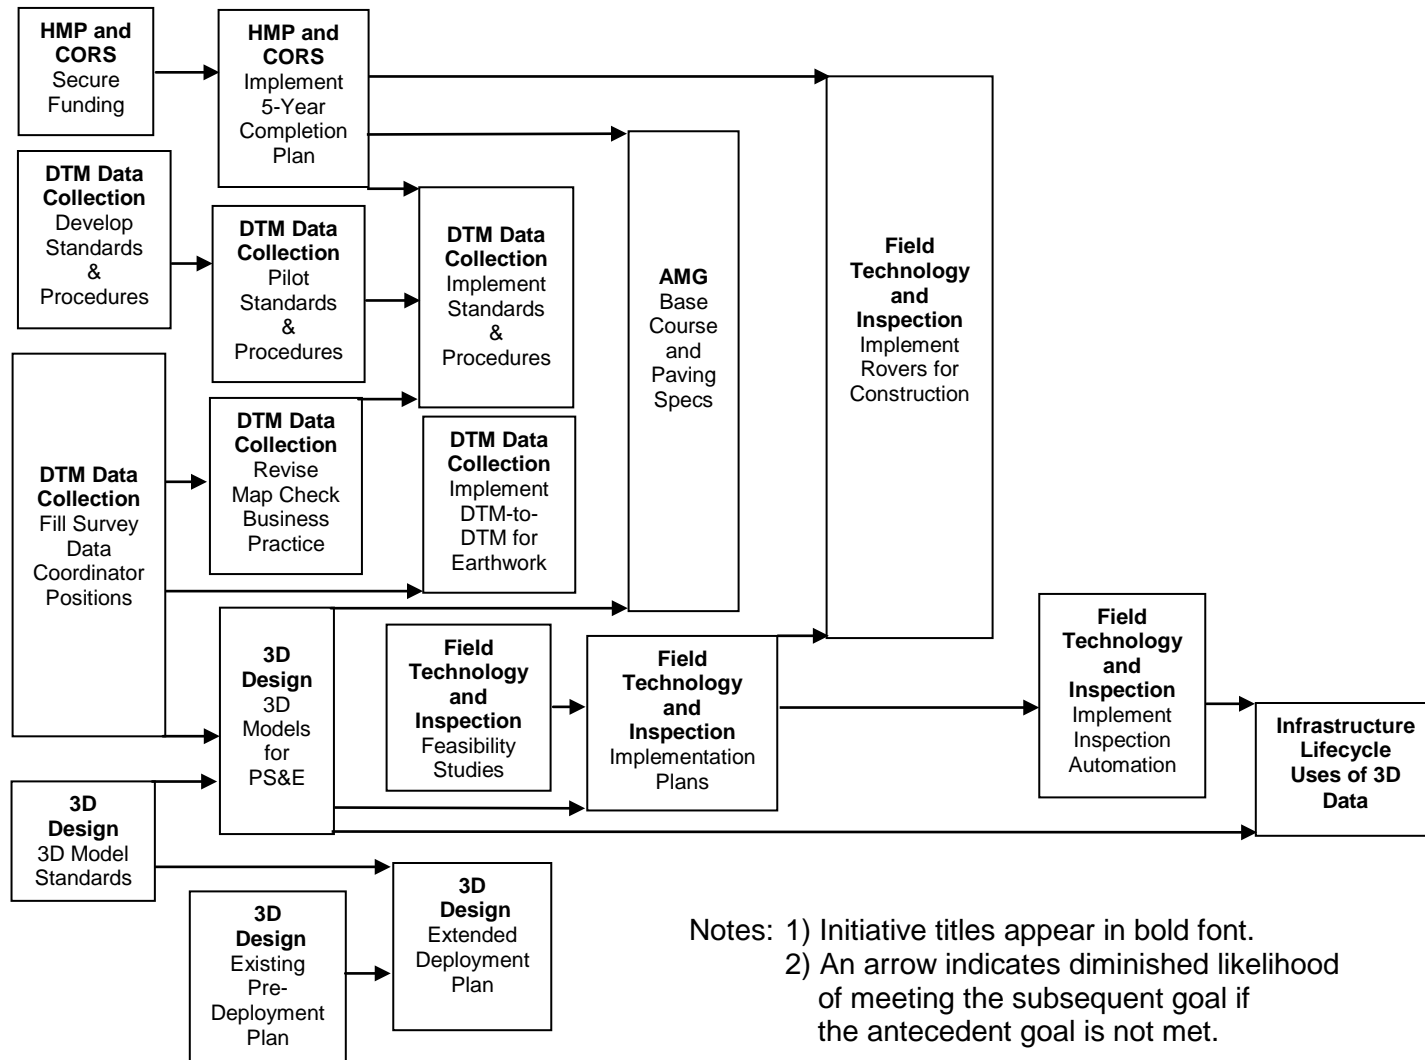 HMP and
CORS
Secure
Funding
HMP and
CORS
Implement
5-Year
Completion
Plan
DTM Data
Collection
Develop
Standards
&
Procedures
DTM Data
Collection
Pilot
Standards
&
Procedures
DTM Data
Collection
Implement
Standards
&
Procedures
AMG
Base
Course
and
Paving
Specs
Field
Technology
and
Inspection
Implement
Rovers for
Construction
DTM Data
Collection
Fill Survey
Data
Coordinator
Positions
DTM Data
Collection
Revise
Map Check
Business
Practice
DTM Data
Collection
Implement
DTM-to-
DTM for
Earthwork
3D
Design
3D
Models
for
PS&E
Field
Technology
and
Inspection
Feasibility
Studies
Field
Technology
and
Inspection
Implementation
Plans
Field
Technology
and
Inspection
Implement
Inspection
Automation
Infrastructure
Lifecycle
Uses of 3D
Data
3D
Design
3D Model
Standards
3D
Design
Existing
Pre-
Deployment
Plan
3D
Design
Extended
Deployment
Plan
Notes: 1) Initiative titles appear in bold font.
2) An arrow indicates diminished likelihood
of meeting the subsequent goal if
the antecedent goal is not met.